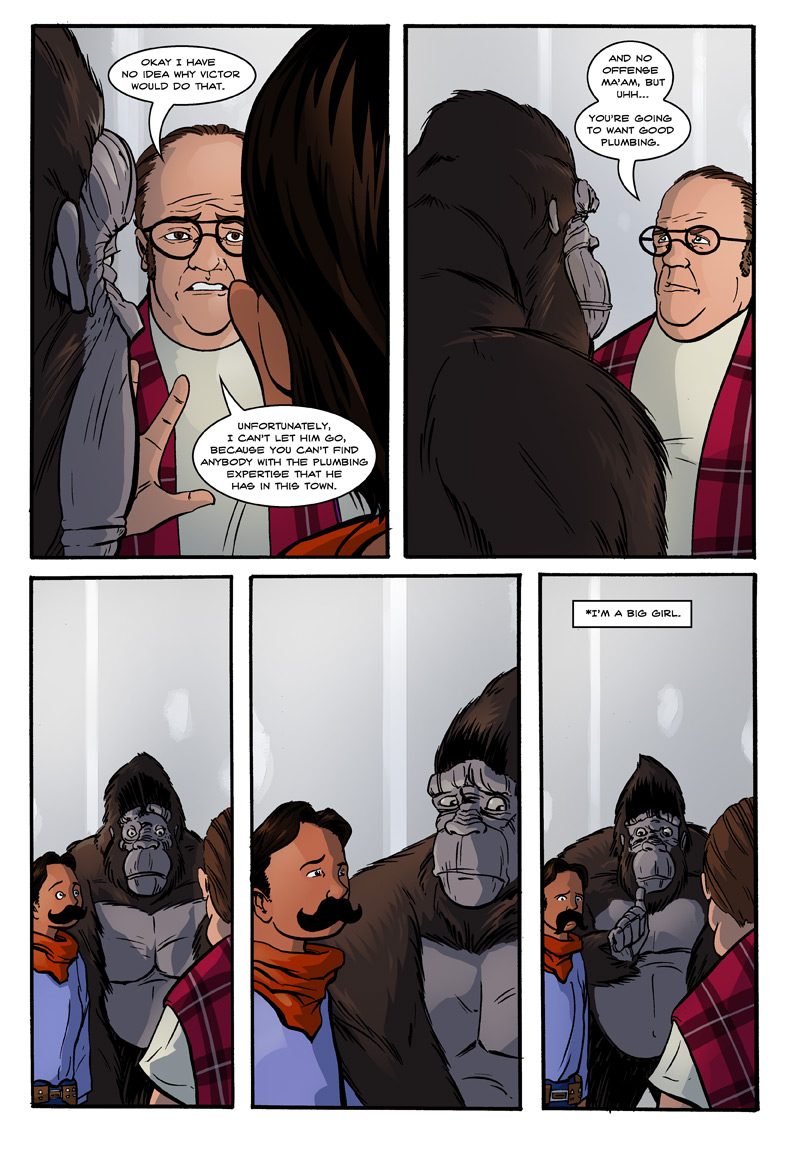 OKAY I HAVE
NO IDEA WHY VICTOR
WOULD DO THAT.
UNFORTUNATELY,
I CAN'T LET HIM GO,
BECAUSE YOU CAN'T FIND
ANYBODY WITH THE PLUMBING
EXPERTISE THAT HE
HAS IN THIS TOWN.
AND NO
OFFENSE
MA'AM, BUT
UHH...
YOU'RE GOING
TO WANT GOOD
PLUMBING.
*I'M A BIG GIRL.